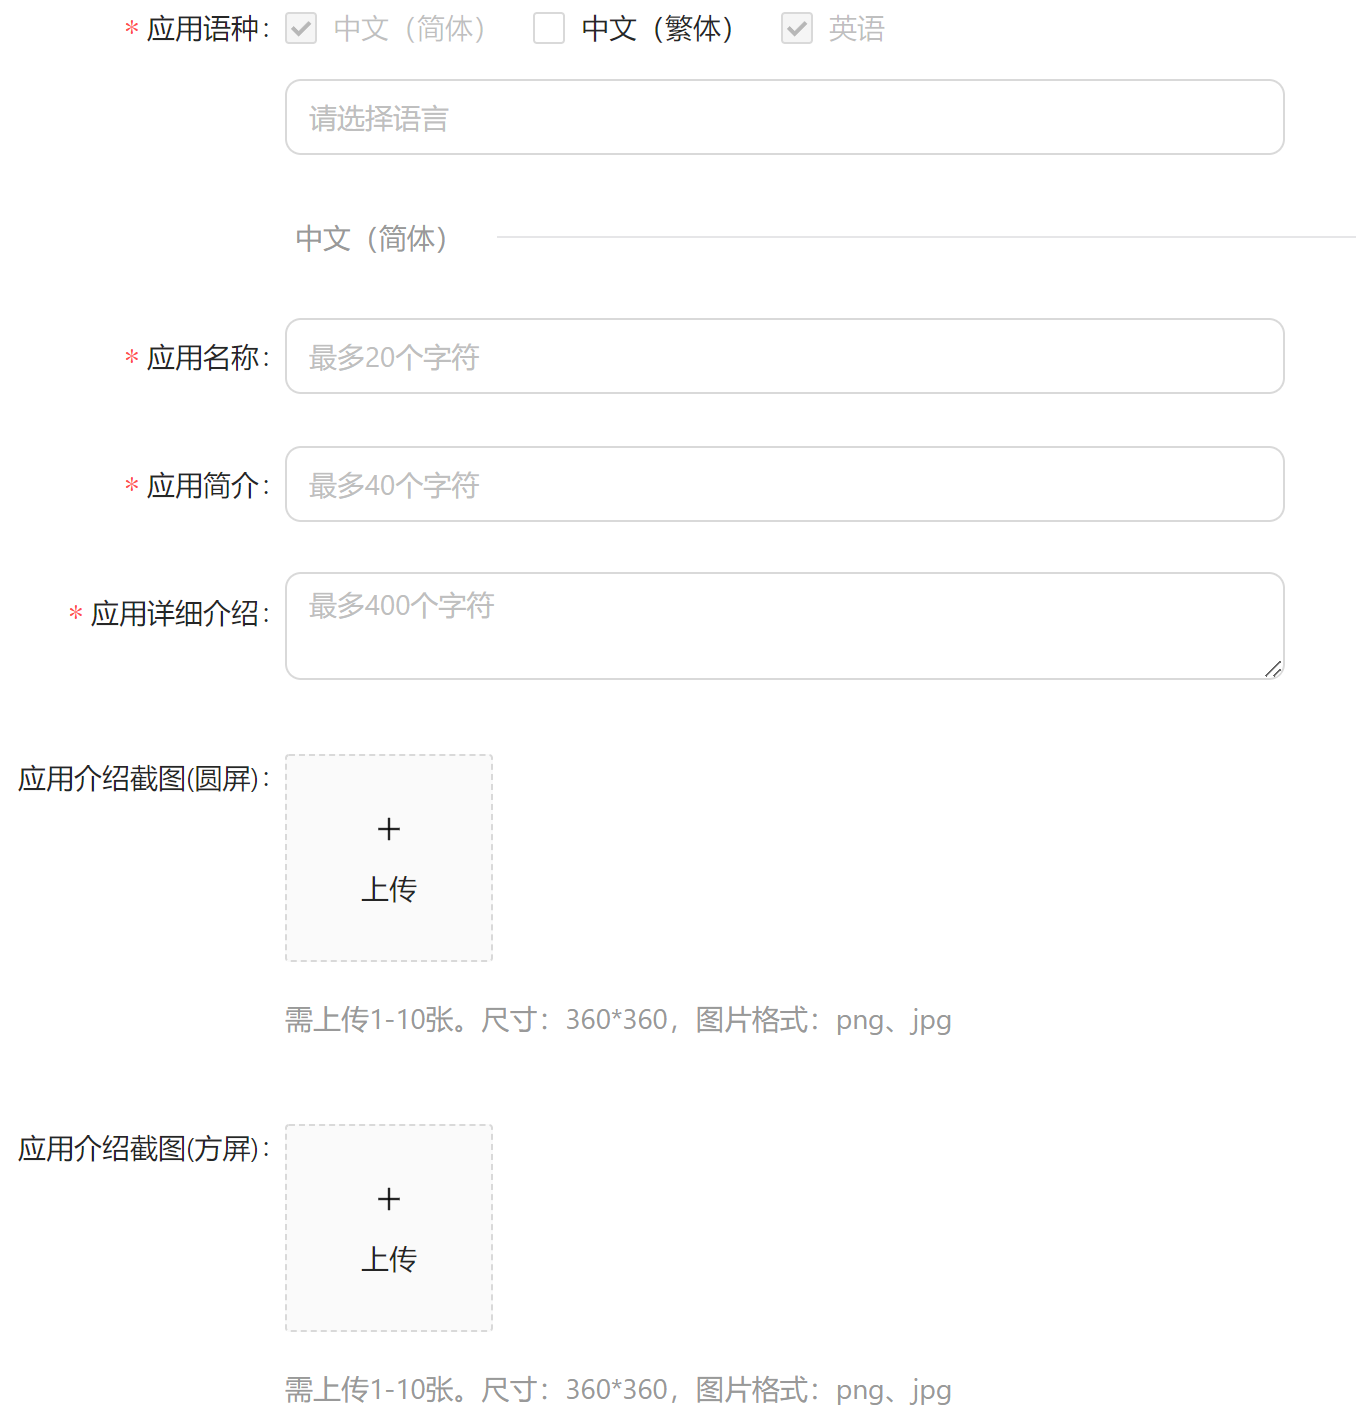 * 应用语种: 中文（简体） 中文（繁体） 英语
请选择语言
中文（简体）
* 应用名称: 最多20个字符
* 应用简介: 最多40个字符
* 应用详细介绍: 最多400个字符
应用介绍截图(圆屏):
上传
需上传1-10张。尺寸：360*360，图片格式：png、jpg
应用介绍截图(方屏):
上传
需上传1-10张。尺寸：360*360，图片格式：png、jpg